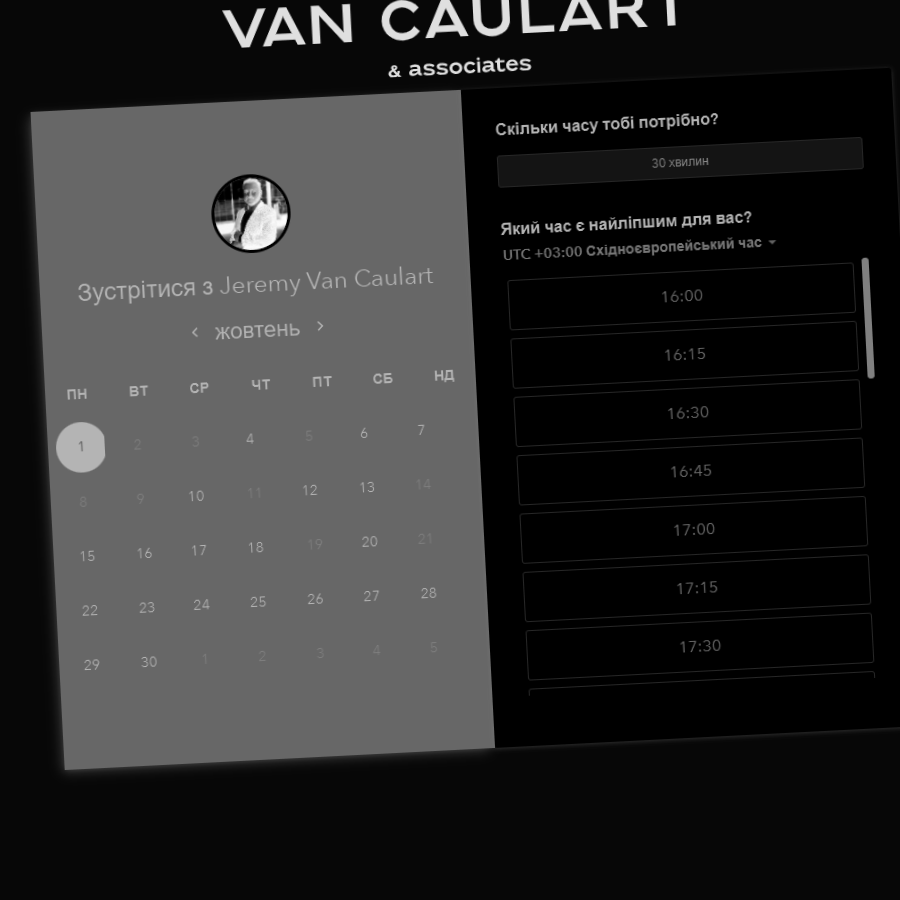 VAN CAULART
& associates
Зустрітися з Jeremy Van Caulart
жовтень
ПН ВТ СР ЧТ ПТ СБ НД
1 2 3 4 5 6 7
8 9 10 11 12 13 14
15 16 17 18 19 20 21
22 23 24 25 26 27 28
29 30 1 2 3 4 5
Скільки часу тобі потрібно?
30 хвилин
Який час є найліпшим для вас?
UTC +03:00 Східноєвропейський час
16:00
16:15
16:30
16:45
17:00
17:15
17:30